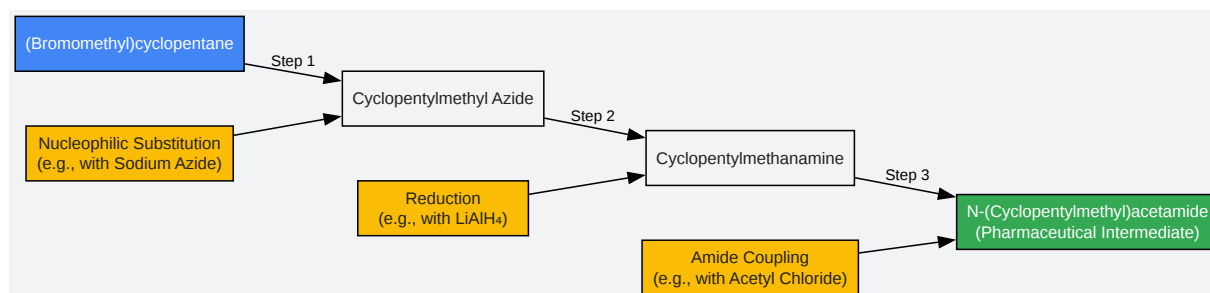 (Bromomethyl)cyclopentane
Step 1
Cyclopentylmethyl Azide
Nucleophilic Substitution
(e.g., with Sodium Azide)
Step 2
Cyclopentylmethanamine
Reduction
(e.g., with LiAlH₄)
Step 3
N-(Cyclopentylmethyl)acetamide
(Pharmaceutical Intermediate)
Amide Coupling
(e.g., with Acetyl Chloride)